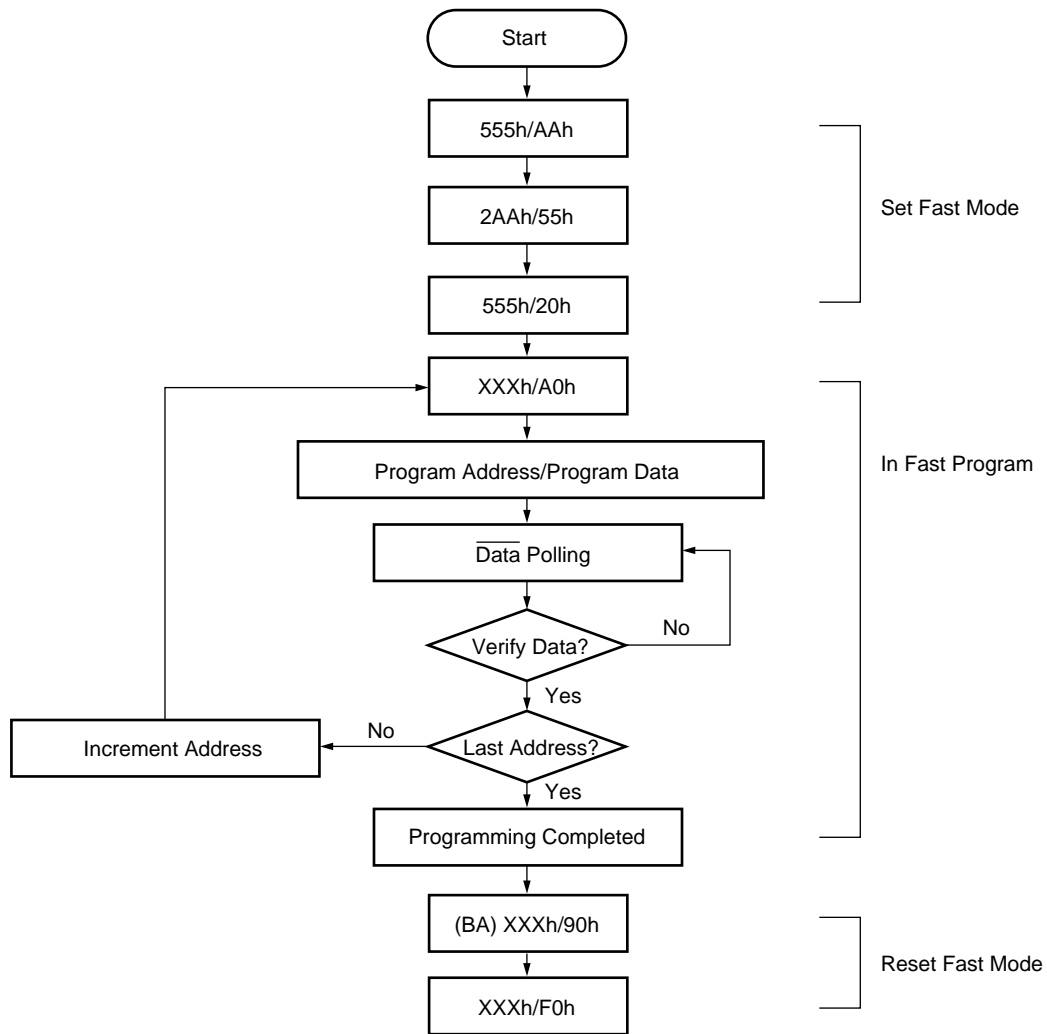 Start
555h/AAh
2AAh/55h
Set Fast Mode
555h/20h
XXXh/A0h
In Fast Program
Program Address/Program Data
Data Polling
Verify Data?
No
Yes
Last Address?
No
Increment Address
Yes
Programming Completed
(BA) XXXh/90h
Reset Fast Mode
XXXh/F0h